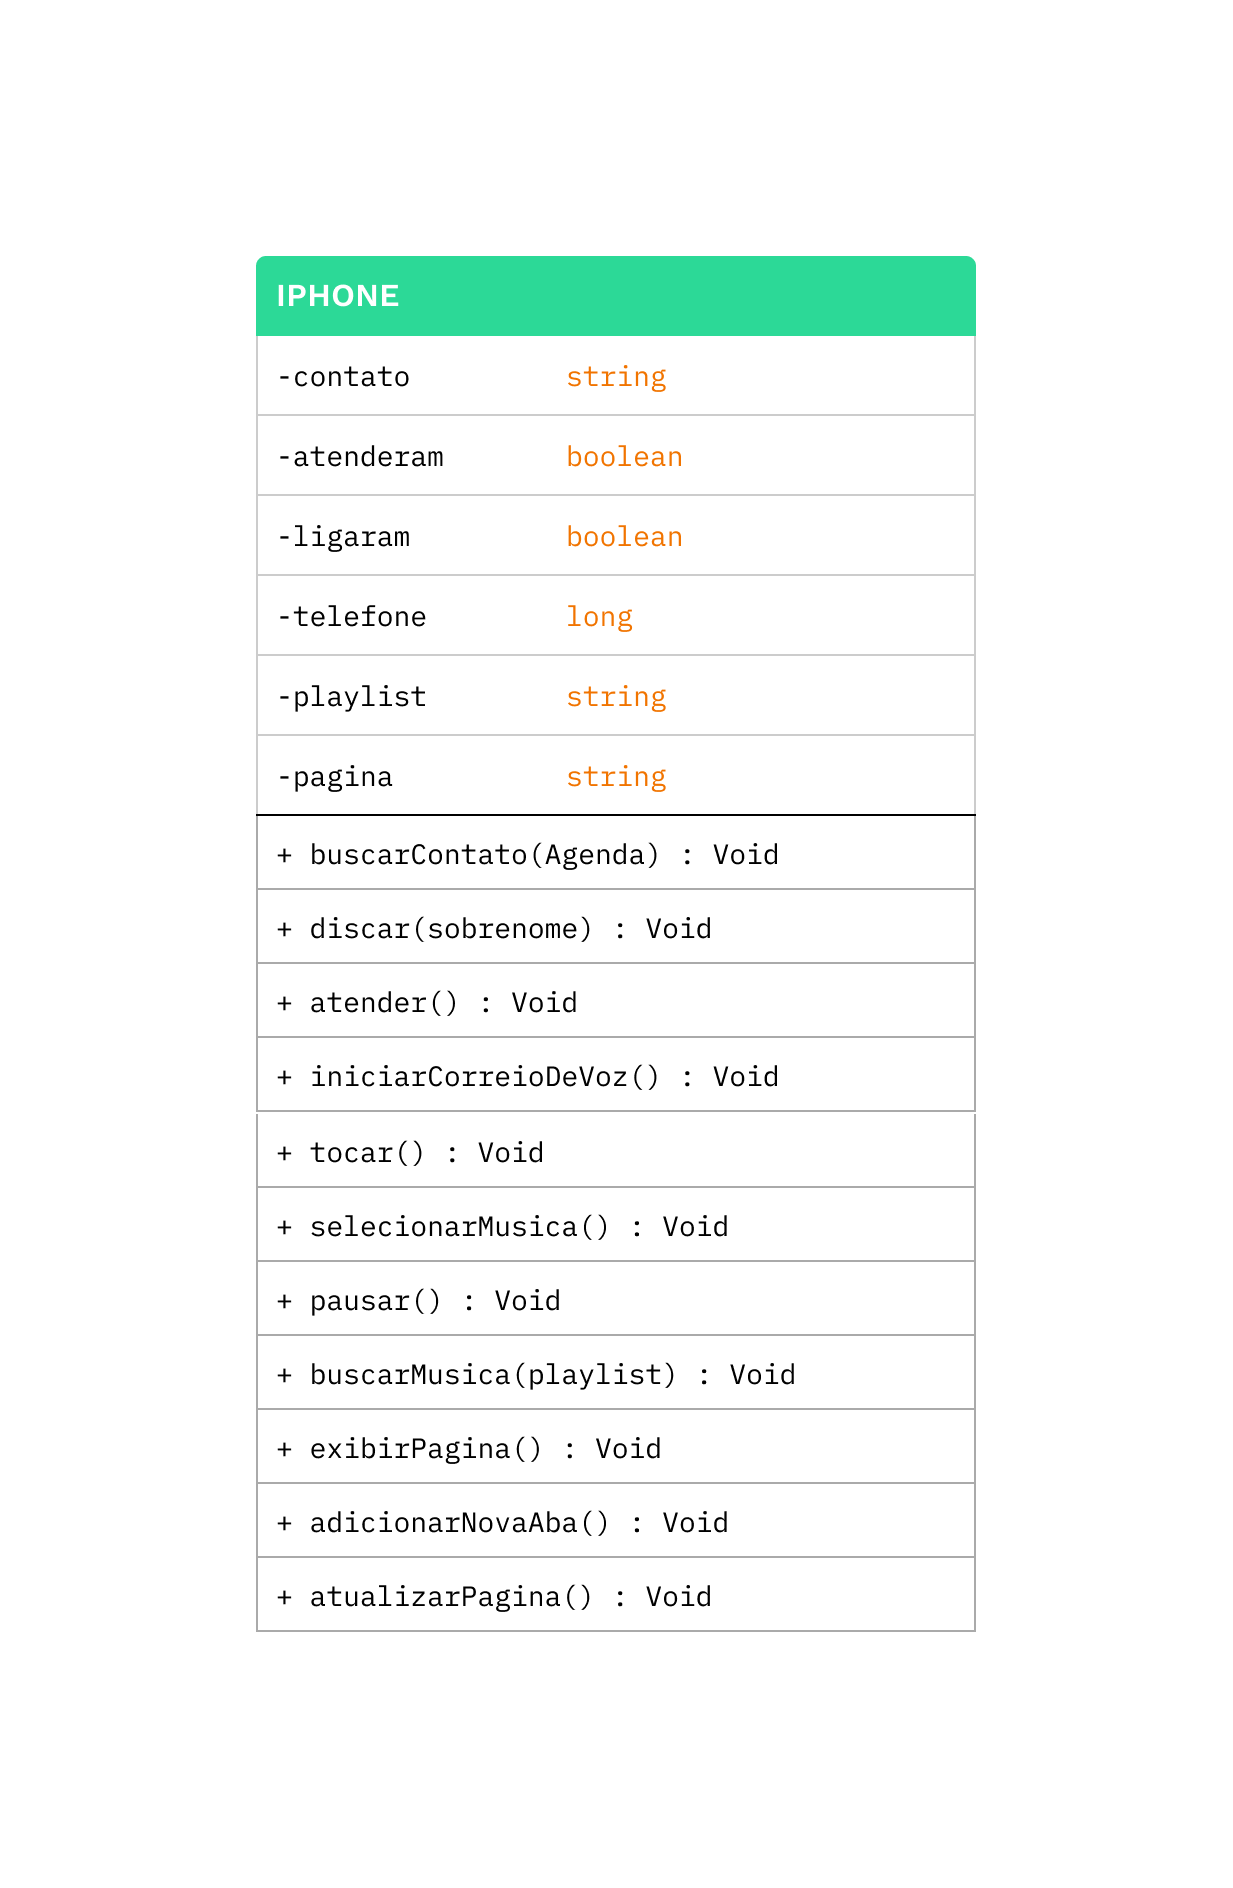 IPHONE
-contato string
-atenderam boolean
-ligaram boolean
-telefone long
-playlist string
-pagina string
+ buscarContato(Agenda) : Void
+ discar(sobrenome) : Void
+ atender() : Void
+ iniciarCorreioDeVoz() : Void
+ tocar() : Void
+ selecionarMusica() : Void
+ pausar() : Void
+ buscarMusica(playlist) : Void
+ exibirPagina() : Void
+ adicionarNovaAba() : Void
+ atualizarPagina() : Void